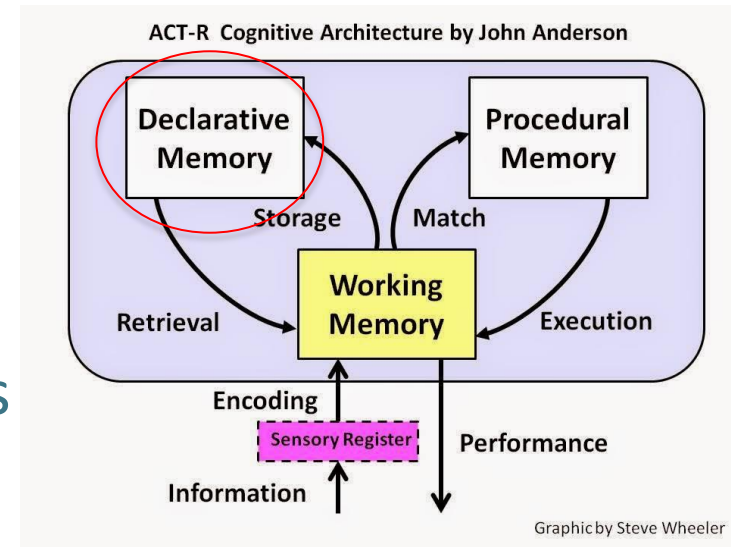 ACT-R Cognitive Architecture by John Anderson
Declarative
Memory
Procedural
Memory
Storage
Match
Working
Memory
Retrieval
Execution
s
Encoding
Sensory Register
Performance
Information
Graphic by Steve Wheeler